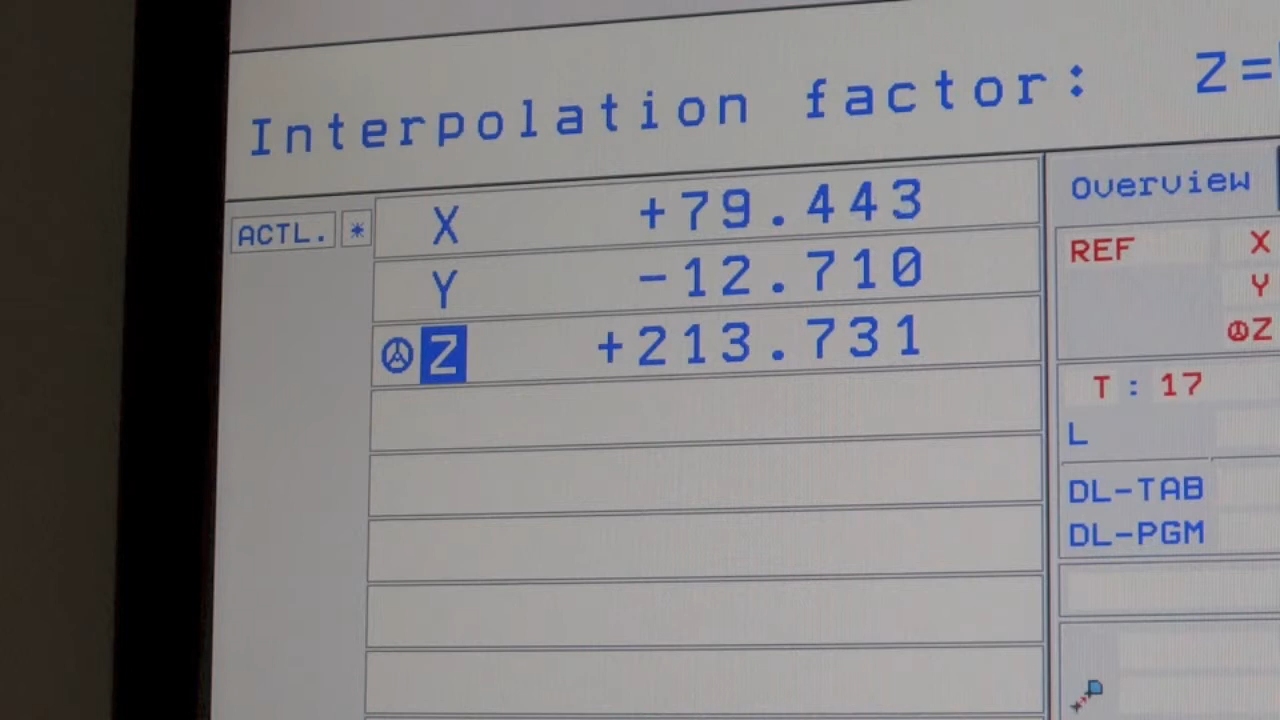 Interpolation factor: Z=
ACTL. * X +79.443
Y -12.710
Z +213.731
Overview
REF X
Y
Z
T : 17
L
DL-TAB
DL-PGM